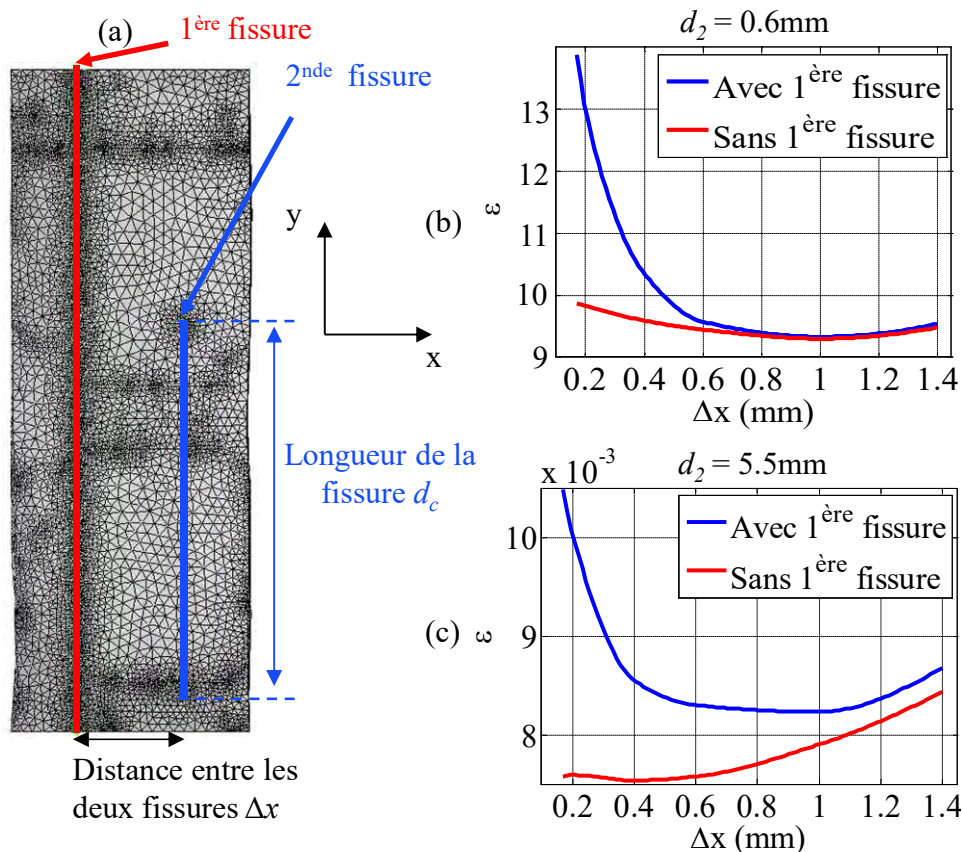 (a)
1ère fissure
2nde fissure
y
x
Longueur de la
fissure dc
Distance entre les
deux fissures Δx
(b)
d2 = 0.6mm
Avec 1ère fissure
Sans 1ère fissure
ε
13
12
11
10
9
0.2 0.4 0.6 0.8 1 1.2 1.4
Δx (mm)
(c)
x 10-3
d2 = 5.5mm
Avec 1ère fissure
Sans 1ère fissure
ε
10
9
8
0.2 0.4 0.6 0.8 1 1.2 1.4
Δx (mm)